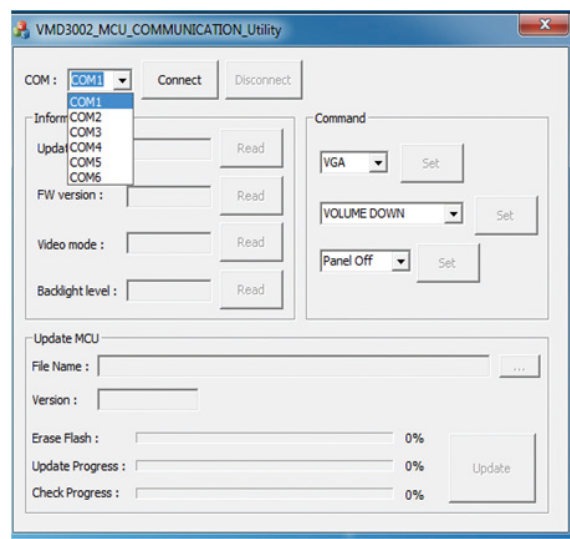 VMD3002_MCU_COMMUNICATION_Utility
COM : COM1 Connect Disconnect
COM1
COM2
COM3
COM4
COM5
COM6
Inform
Updat Read
FW version : Read
Video mode : Read
Backlight level : Read
Command
VGA Set
VOLUME DOWN Set
Panel Off Set
Update MCU
File Name : ...
Version :
Erase Flash : 0%
Update Progress : 0%
Check Progress : 0%
Update